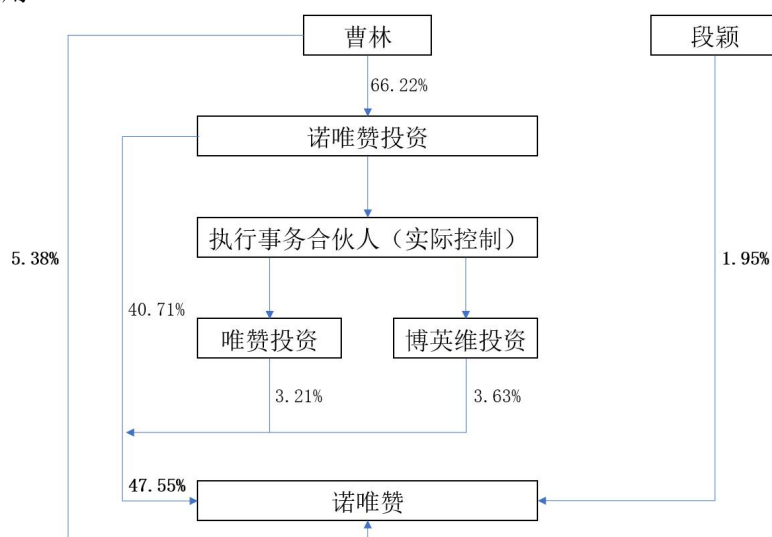 曹林
段颖
66.22%
诺唯赞投资
执行事务合伙人（实际控制）
5.38%
1.95%
40.71%
唯赞投资
博英维投资
3.21%
3.63%
47.55%
诺唯赞